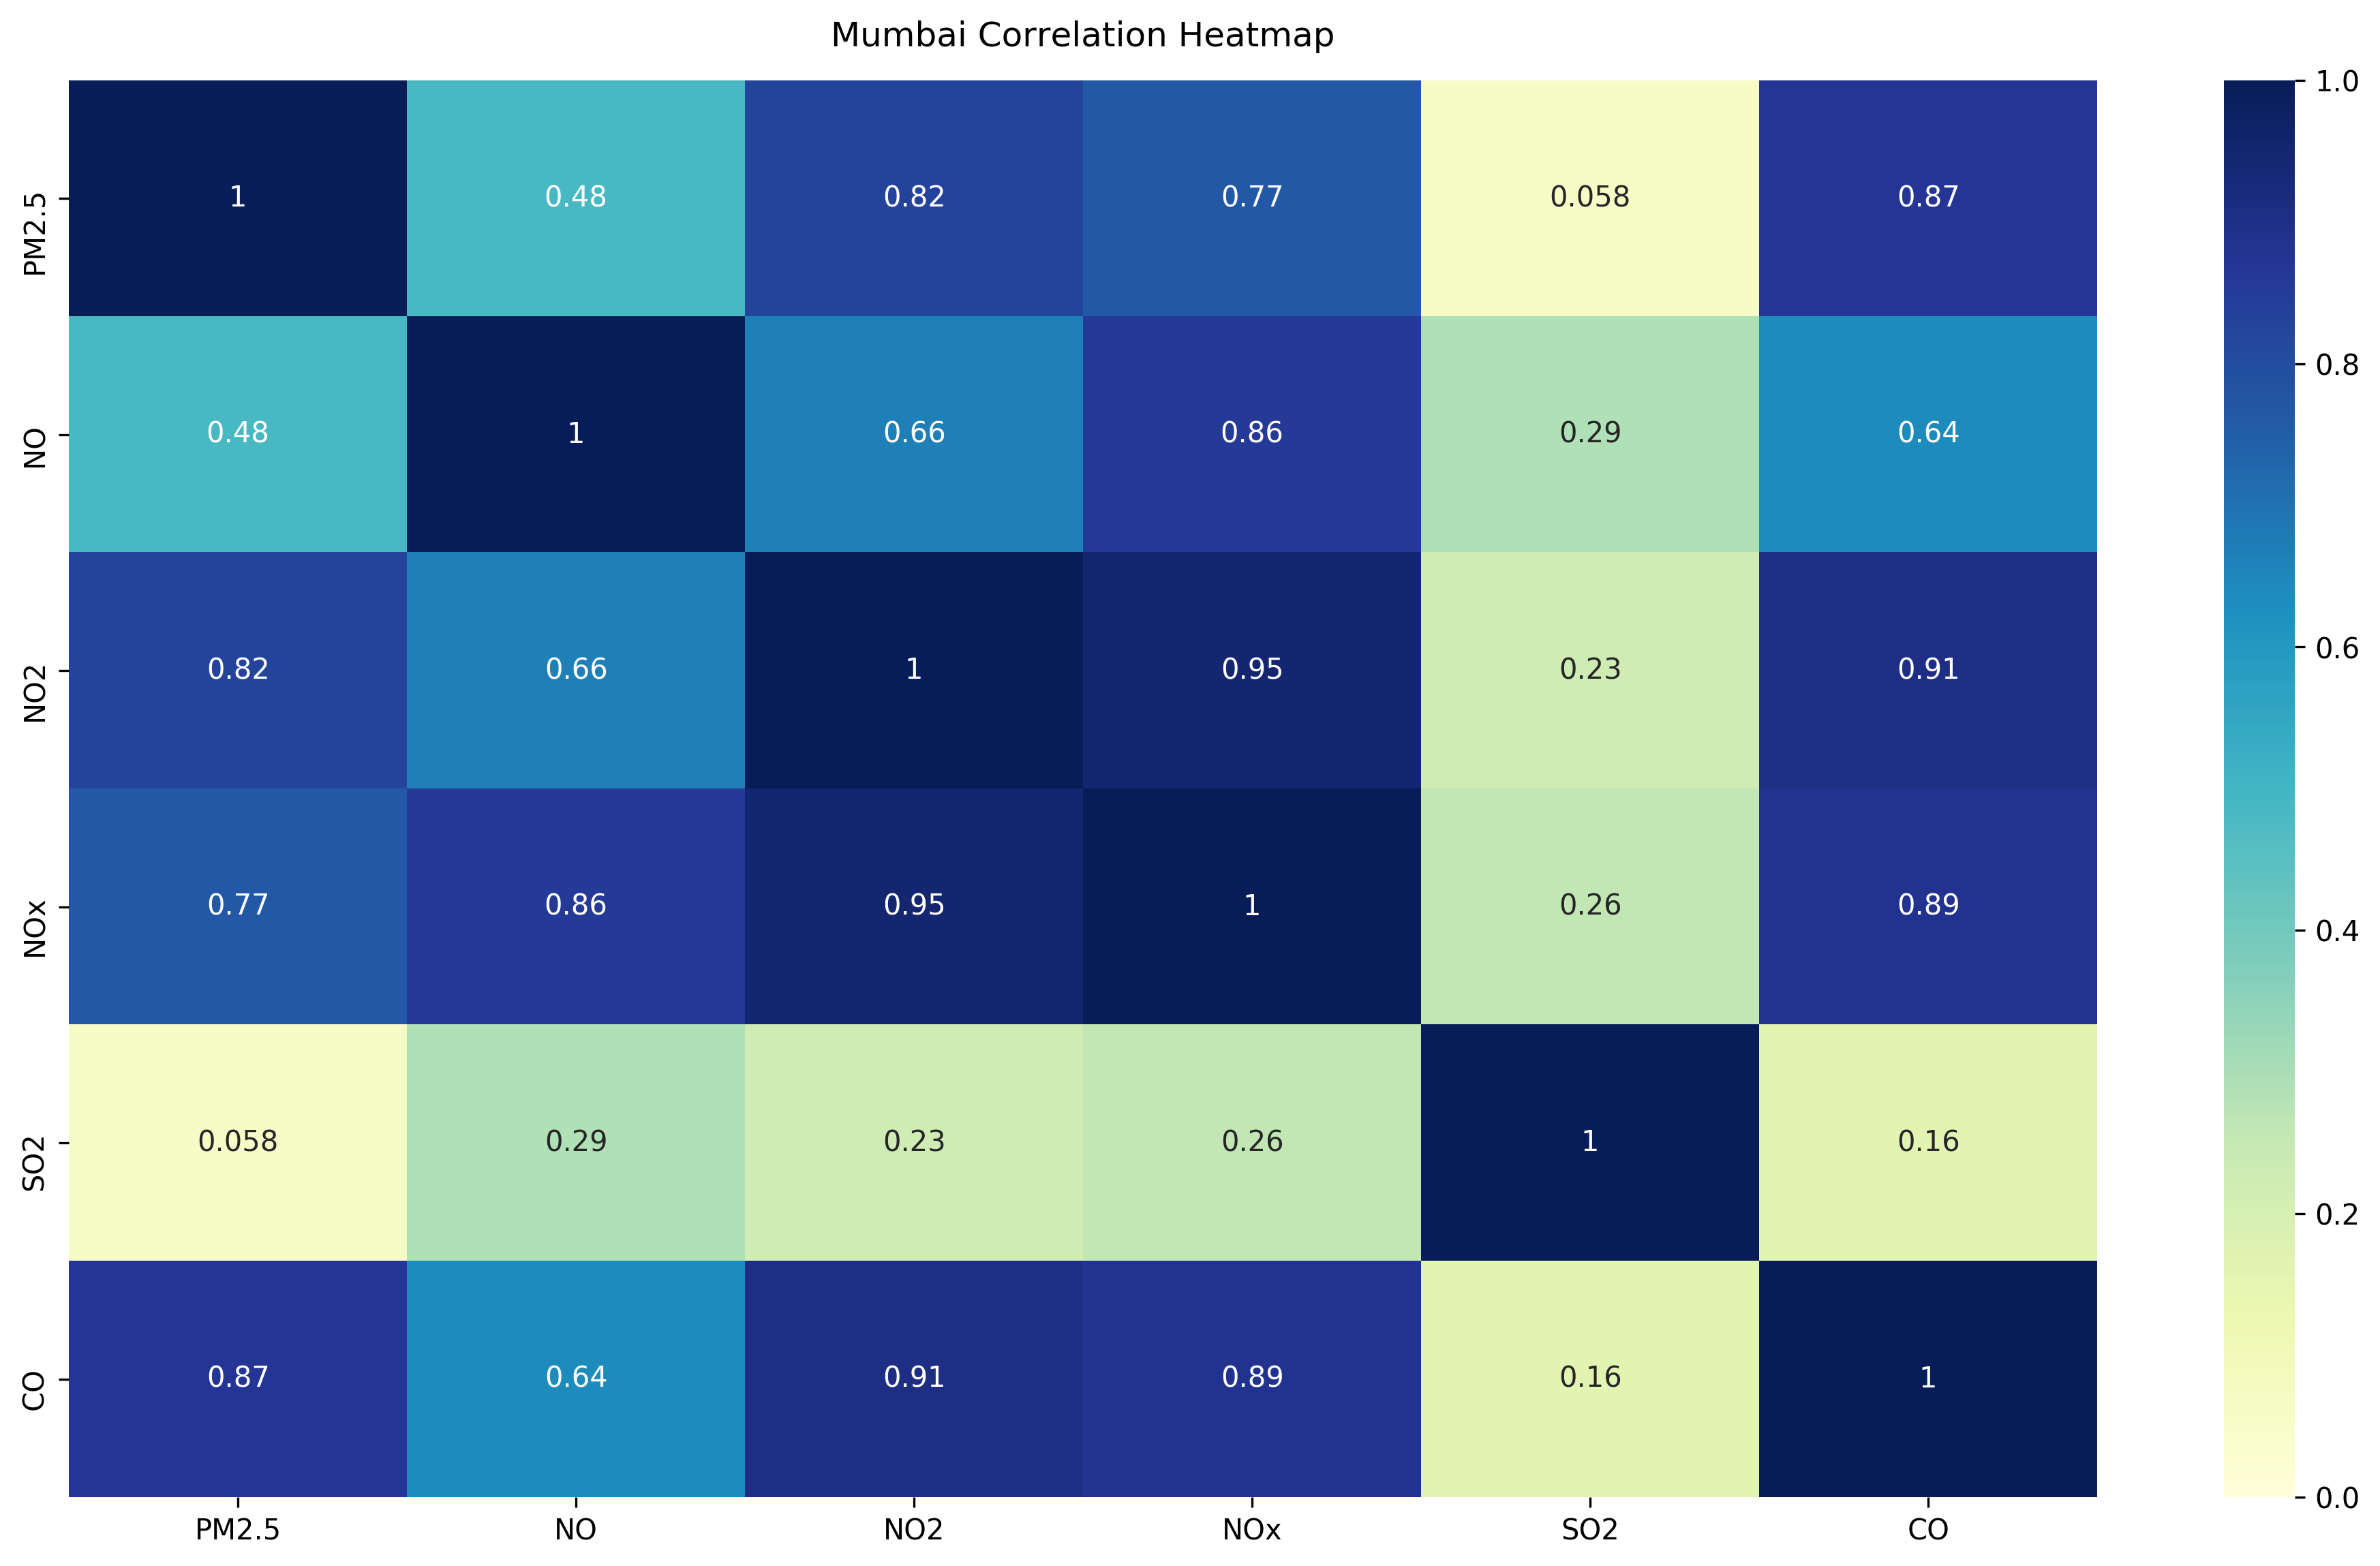 Mumbai Correlation Heatmap
PM2.5 1 0.48 0.82 0.77 0.058 0.87
NO 0.48 1 0.66 0.86 0.29 0.64
NO2 0.82 0.66 1 0.95 0.23 0.91
NOx 0.77 0.86 0.95 1 0.26 0.89
SO2 0.058 0.29 0.23 0.26 1 0.16
CO 0.87 0.64 0.91 0.89 0.16 1
PM2.5 NO NO2 NOx SO2 CO
1.0
0.8
0.6
0.4
0.2
0.0